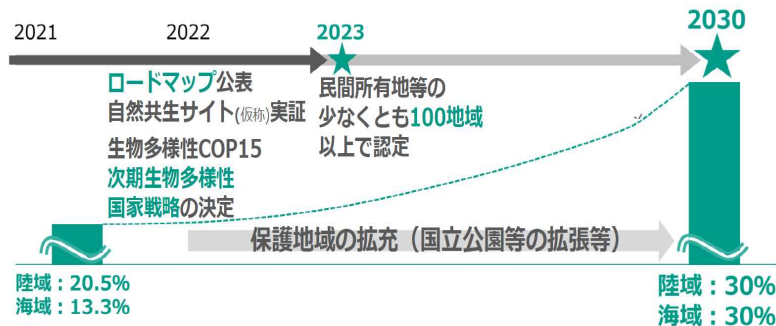 2021
2022
2023
2030
ロードマップ公表
自然共生サイト(仮称)実証
生物多様性COP15
次期生物多様性
国家戦略の決定
民間所有地等の
少なくとも100地域
以上で認定
保護地域の拡充（国立公園等の拡張等）
陸域：20.5%
海域：13.3%
陸域：30%
海域：30%